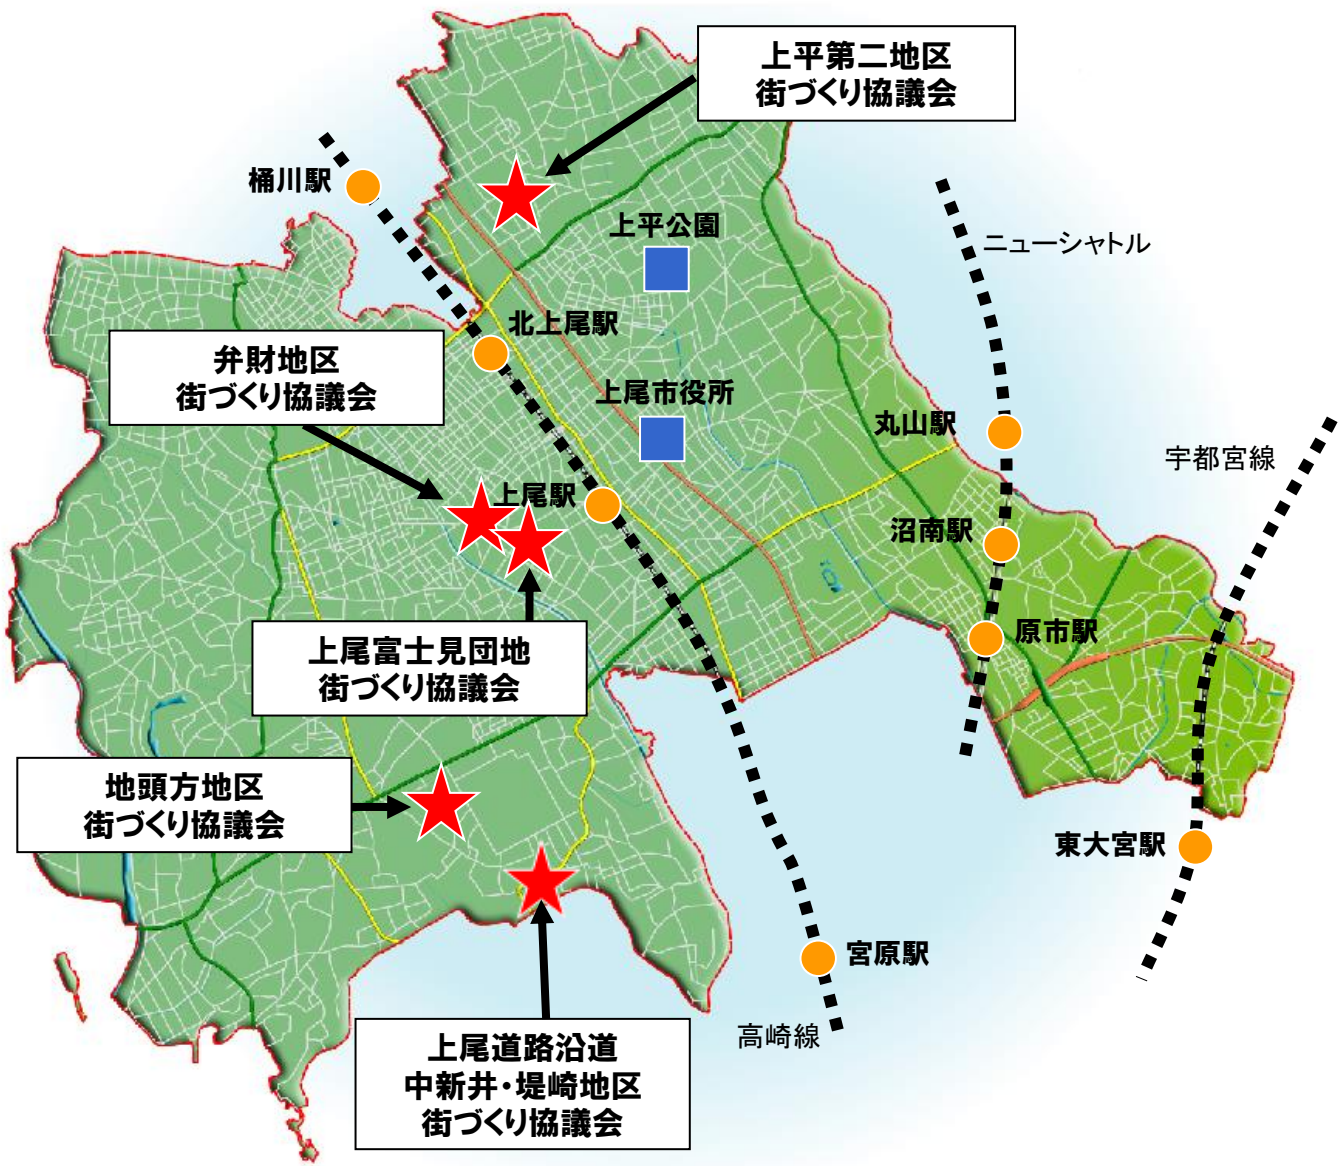 上平第二地区
街づくり協議会
桶川駅
上平公園
ニューシャトル
北上尾駅
弁財地区
街づくり協議会
上尾市役所
丸山駅
宇都宮線
上尾駅
沼南駅
原市駅
上尾富士見団地
街づくり協議会
地頭方地区
街づくり協議会
東大宮駅
宮原駅
高崎線
上尾道路沿道
中新井・堤崎地区
街づくり協議会